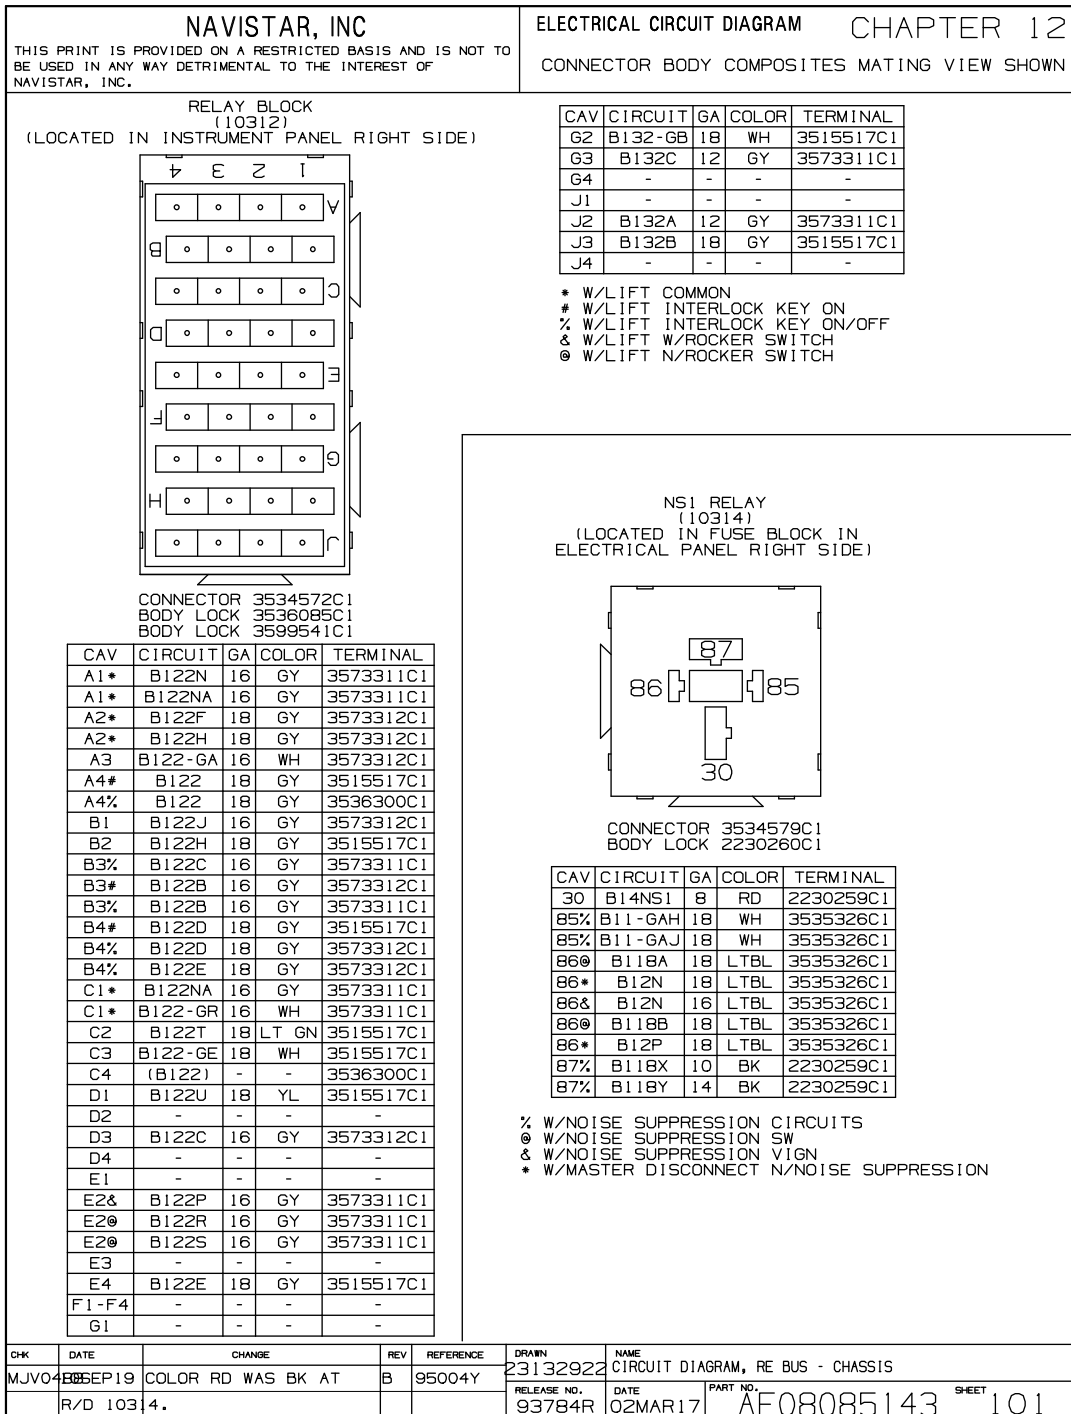 NAVISTAR, INC
THIS PRINT IS PROVIDED ON A RESTRICTED BASIS AND IS NOT TO
BE USED IN ANY WAY DETRIMENTAL TO THE INTEREST OF
NAVISTAR, INC.
ELECTRICAL CIRCUIT DIAGRAM CHAPTER 12
CONNECTOR BODY COMPOSITES MATING VIEW SHOWN
RELAY BLOCK
(10312)
(LOCATED IN INSTRUMENT PANEL RIGHT SIDE)
4 3 2 1
A
B
C
D
E
F
G
H
J
CONNECTOR 3534572C1
BODY LOCK 3536085C1
BODY LOCK 3599541C1
CAV CIRCUIT GA COLOR TERMINAL
A1* B122N 16 GY 3573311C1
A1* B122NA 16 GY 3573311C1
A2* B122F 18 GY 3573312C1
A2* B122H 18 GY 3573312C1
A3 B122-GA 16 WH 3573312C1
A4# B122 18 GY 3515517C1
A4% B122 18 GY 3536300C1
B1 B122J 16 GY 3573312C1
B2 B122H 18 GY 3515517C1
B3% B122C 16 GY 3573311C1
B3# B122B 16 GY 3573312C1
B3% B122B 16 GY 3573311C1
B4# B122D 18 GY 3515517C1
B4% B122D 18 GY 3573312C1
B4% B122E 18 GY 3573312C1
C1* B122NA 16 GY 3573311C1
C1* B122-GR 16 WH 3573311C1
C2 B122T 18 LT GN 3515517C1
C3 B122-GE 18 WH 3515517C1
C4 (B122) - - 3536300C1
D1 B122U 18 YL 3515517C1
D2 - - - -
D3 B122C 16 GY 3573312C1
D4 - - - -
E1 - - - -
E2& B122P 16 GY 3573311C1
E2@ B122R 16 GY 3573311C1
E2@ B122S 16 GY 3573311C1
E3 - - - -
E4 B122E 18 GY 3515517C1
F1-F4 - - - -
G1 - - - -
CAV CIRCUIT GA COLOR TERMINAL
G2 B132-GB 18 WH 3515517C1
G3 B132C 12 GY 3573311C1
G4 - - - -
J1 - - - -
J2 B132A 12 GY 3573311C1
J3 B132B 18 GY 3515517C1
J4 - - - -
* W/LIFT COMMON
# W/LIFT INTERLOCK KEY ON
% W/LIFT INTERLOCK KEY ON/OFF
& W/LIFT W/ROCKER SWITCH
@ W/LIFT N/ROCKER SWITCH
NS1 RELAY
(10314)
(LOCATED IN FUSE BLOCK IN
ELECTRICAL PANEL RIGHT SIDE)
87
86 85
30
CONNECTOR 3534579C1
BODY LOCK 2230260C1
CAV CIRCUIT GA COLOR TERMINAL
30 B14NS1 8 RD 2230259C1
85% B11-GAH 18 WH 3535326C1
85% B11-GAJ 18 WH 3535326C1
86@ B118A 18 LTBL 3535326C1
86* B12N 18 LTBL 3535326C1
86& B12N 16 LTBL 3535326C1
86@ B118B 18 LTBL 3535326C1
86* B12P 18 LTBL 3535326C1
87% B118X 10 BK 2230259C1
87% B118Y 14 BK 2230259C1
% W/NOISE SUPPRESSION CIRCUITS
@ W/NOISE SUPPRESSION SW
& W/NOISE SUPPRESSION VIGN
* W/MASTER DISCONNECT N/NOISE SUPPRESSION
CHK DATE CHANGE REV REFERENCE
COLOR RD WAS BK AT B 95004Y
R/D 10314.
DRAWN 23132922
NAME CIRCUIT DIAGRAM, RE BUS - CHASSIS
RELEASE NO. 93784R
DATE 02MAR17
PART NO. AF08085143
SHEET 101